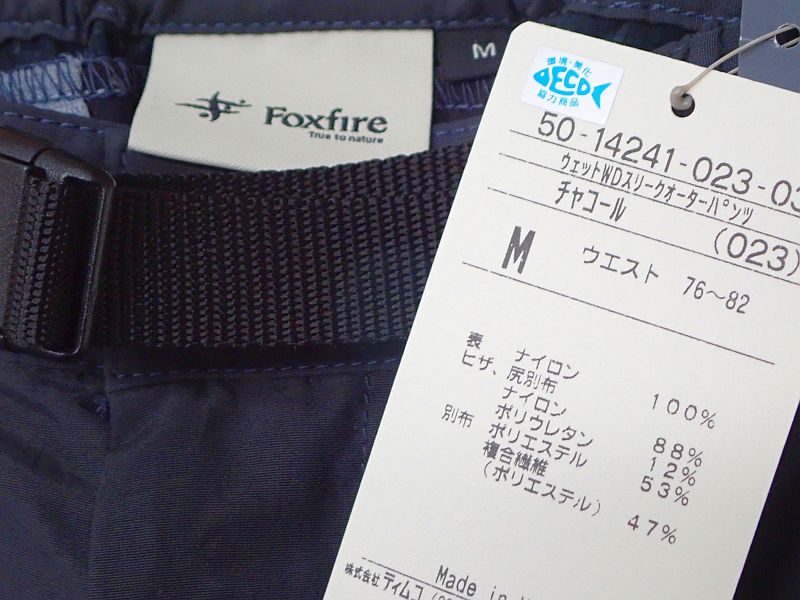 Foxfire
True to nature
M
環境・美化
ECO
協力商品
50-14241-023-03
ウェットWDスリークオーターパンツ
チャコール
(023)
M ウエスト 76～82
表 ナイロン 100%
ヒザ、尻別布
ナイロン 88%
ポリウレタン 12%
別布 ポリエステル 53%
複合繊維
(ポリエステル) 47%
Made in
株式会社 ティムコ